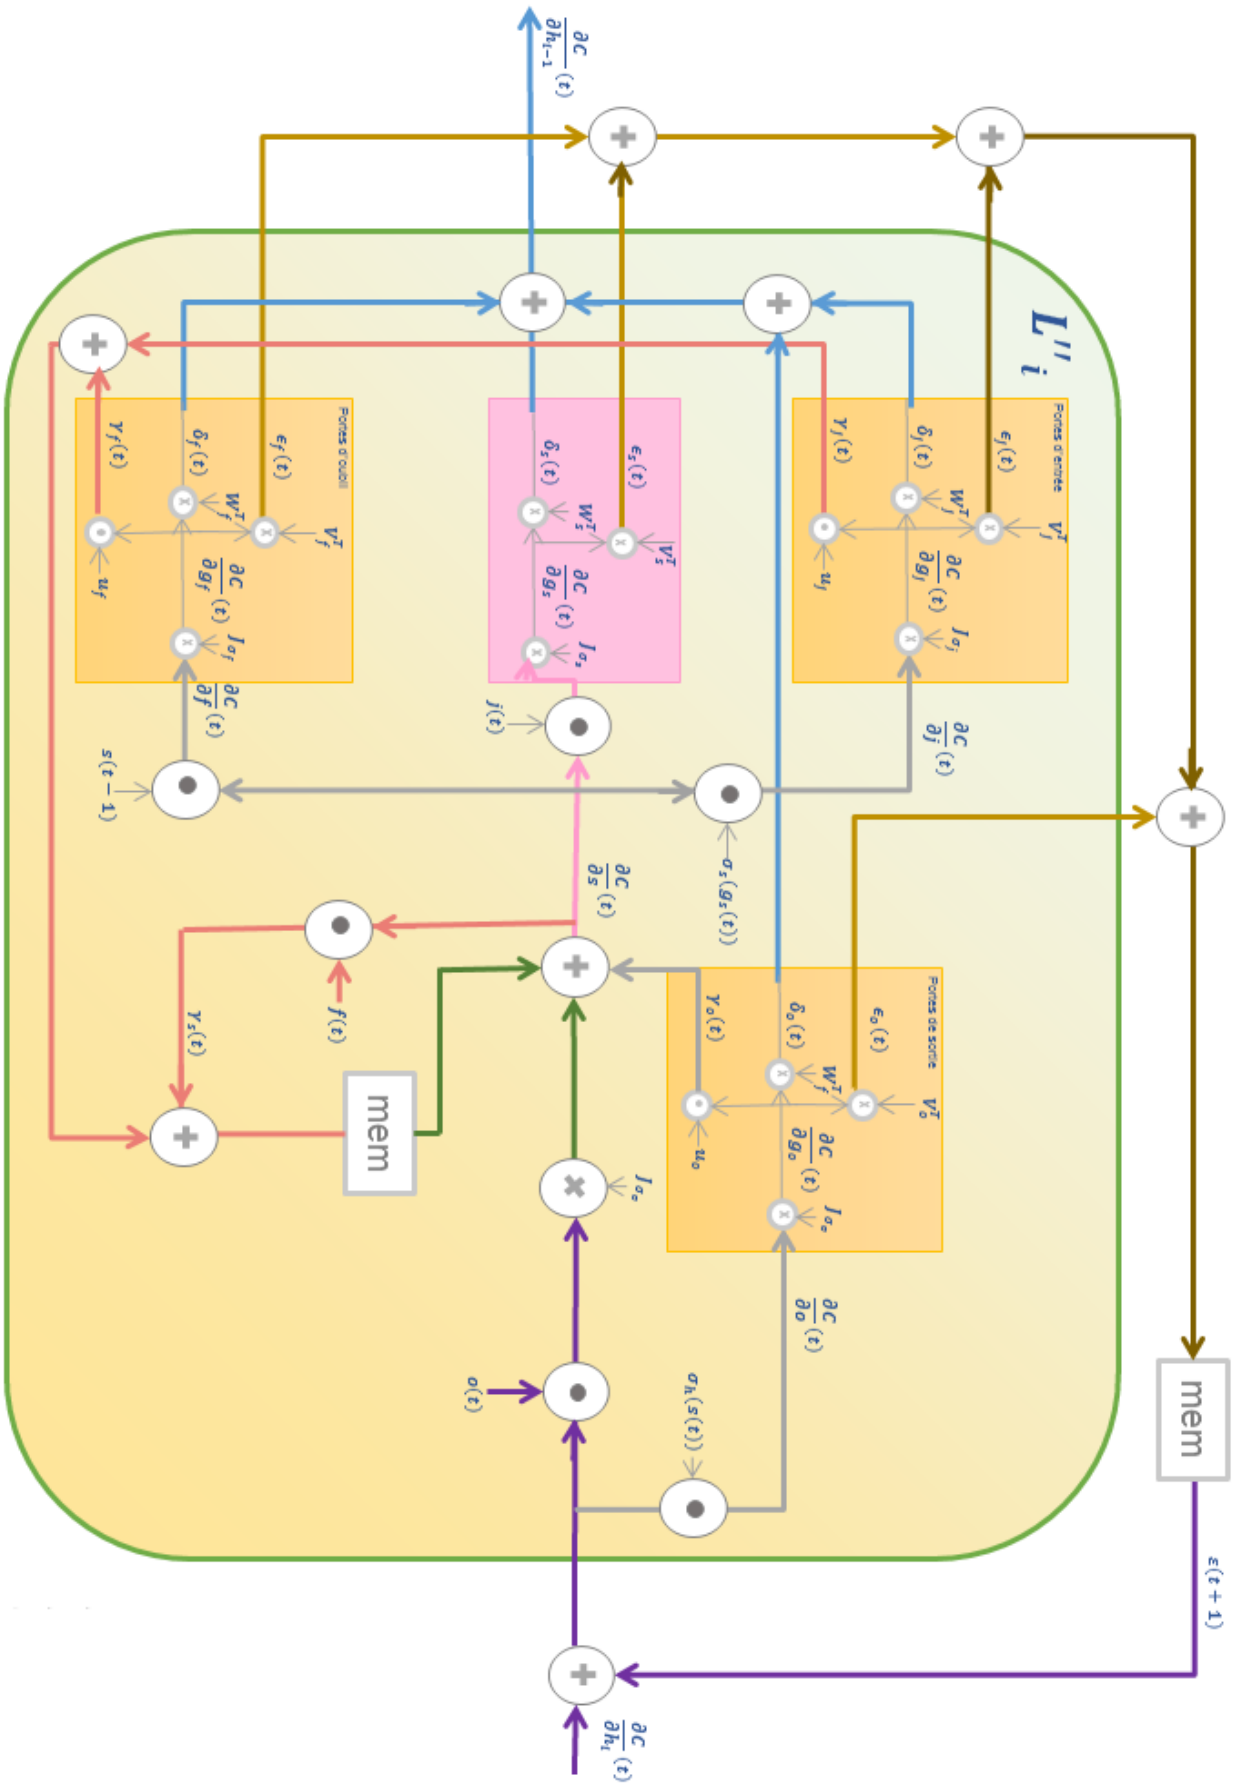 ∂C/∂h_{i−1} (t)
L''_i
Portes d'oubli
ϵ_f(t)
δ_f(t)
γ_f(t)
V_f^T
W_f^T
u_f
∂C/∂g_f (t)
J_{σ_f}
∂C/∂f (t)
s(t − 1)
ϵ_s(t)
δ_s(t)
V_s^T
W_s^T
∂C/∂g_s (t)
J_{σ_s}
j(t)
Portes d'entrée
ϵ_j(t)
δ_j(t)
γ_j(t)
V_j^T
W_j^T
u_j
∂C/∂g_j (t)
J_{σ_j}
∂C/∂j (t)
σ_s(g_s(t))
∂C/∂s (t)
f(t)
γ_s(t)
mem
Portes de sortie
ϵ_o(t)
δ_o(t)
γ_o(t)
V_o^T
W_f^T
u_o
∂C/∂g_o (t)
J_{σ_o}
J_{σ_o}
∂C/∂o (t)
o(t)
σ_h(s(t))
mem
ε(t + 1)
∂C/∂h_i (t)